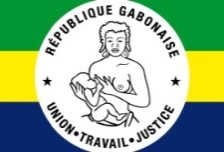 RÉPUBLIQUE GABONAISE
UNION • TRAVAIL • JUSTICE